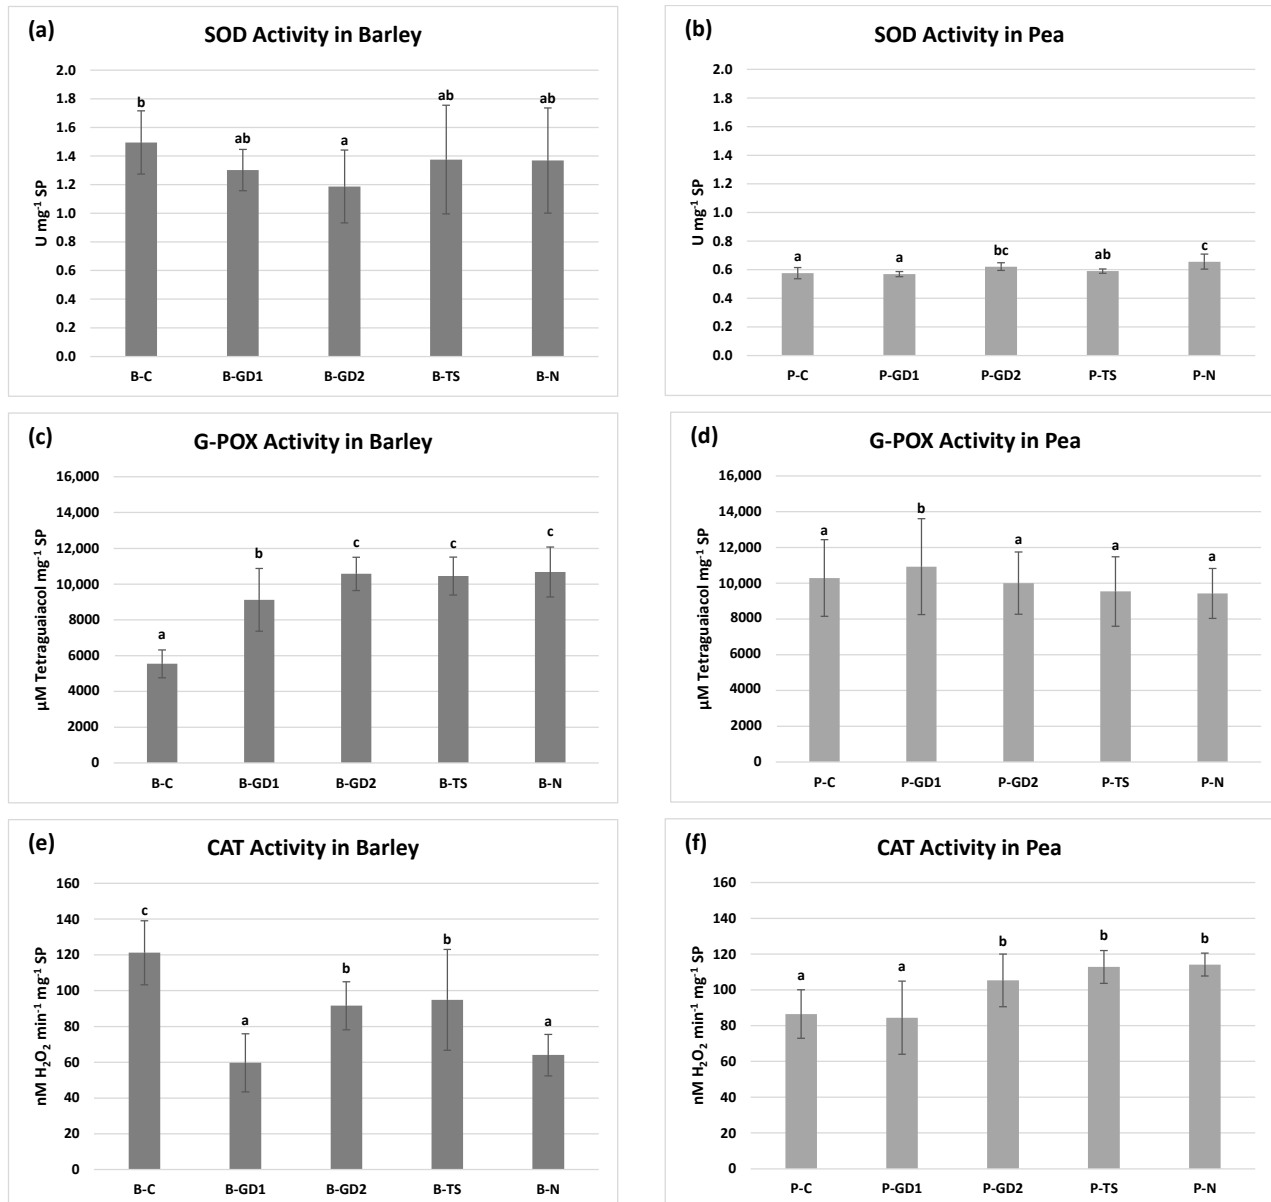 (a)
SOD Activity in Barley
U mg⁻¹ SP
2.0
1.8
1.6
1.4
1.2
1.0
0.8
0.6
0.4
0.2
0.0
b
ab
a
ab
ab
B-C B-GD1 B-GD2 B-TS B-N
(b)
SOD Activity in Pea
U mg⁻¹ SP
2.0
1.8
1.6
1.4
1.2
1.0
0.8
0.6
0.4
0.2
0.0
a
a
bc
ab
c
P-C P-GD1 P-GD2 P-TS P-N
(c)
G-POX Activity in Barley
µM Tetraguaiacol mg⁻¹ SP
16,000
14,000
12,000
10,000
8000
6000
4000
2000
0
a
b
c
c
c
B-C B-GD1 B-GD2 B-TS B-N
(d)
G-POX Activity in Pea
µM Tetraguaiacol mg⁻¹ SP
16,000
14,000
12,000
10,000
8000
6000
4000
2000
0
a
b
a
a
a
P-C P-GD1 P-GD2 P-TS P-N
(e)
CAT Activity in Barley
nM H₂O₂ min⁻¹ mg⁻¹ SP
160
140
120
100
80
60
40
20
0
c
a
b
b
a
B-C B-GD1 B-GD2 B-TS B-N
(f)
CAT Activity in Pea
nM H₂O₂ min⁻¹ mg⁻¹ SP
160
140
120
100
80
60
40
20
0
a
a
b
b
b
P-C P-GD1 P-GD2 P-TS P-N